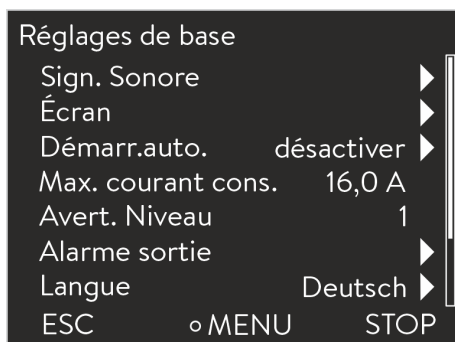 Réglages de base
Sign. Sonore
Écran
Démarr.auto. désactiver
Max. courant cons. 16,0 A
Avert. Niveau 1
Alarme sortie
Langue Deutsch
ESC MENU STOP